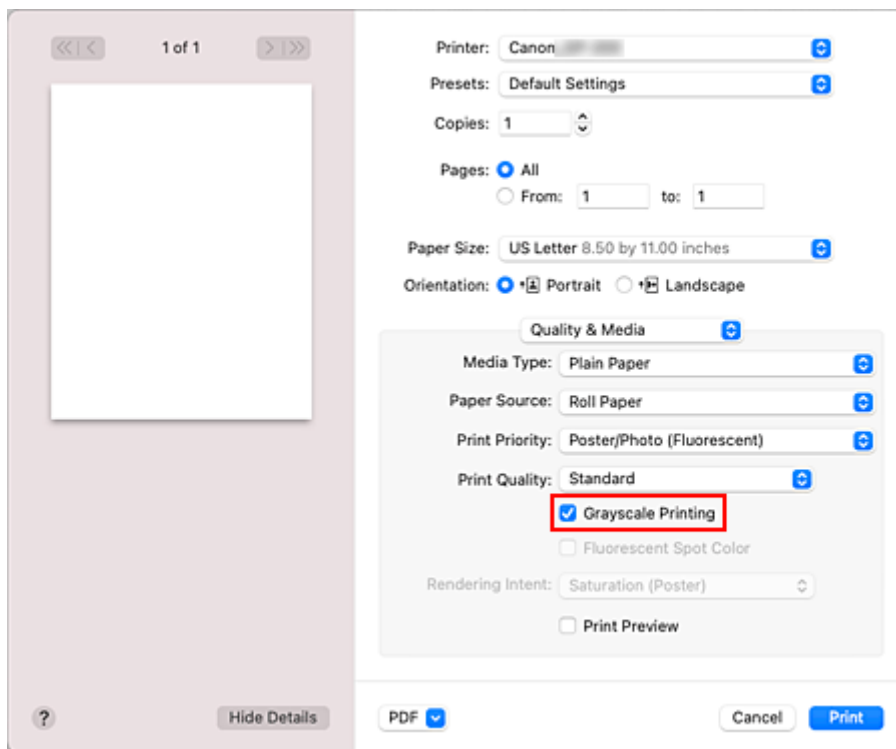 1 of 1
Printer: Canon
Presets: Default Settings
Copies: 1
Pages: All
From: 1 to: 1
Paper Size: US Letter 8.50 by 11.00 inches
Orientation: Portrait Landscape
Quality & Media
Media Type: Plain Paper
Paper Source: Roll Paper
Print Priority: Poster/Photo (Fluorescent)
Print Quality: Standard
Grayscale Printing
Fluorescent Spot Color
Rendering Intent: Saturation (Poster)
Print Preview
? Hide Details PDF Cancel Print